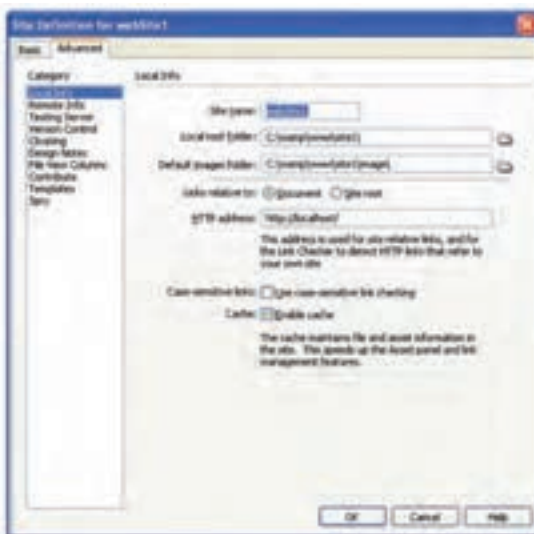 Site Definition for webSite1
Basic Advanced
Category
Local Info
Remote Info
Testing Server
Version Control
Cloaking
Design Notes
File View Columns
Contribute
Templates
Spry
Local Info
Site name:
Local root folder:
Default images folder:
Links relative to: Document Site root
HTTP address: http://localhost/
This address is used for site relative links, and for
the Link Checker to detect HTTP links that refer to
your own site
Case-sensitive links: Use case-sensitive link checking
Cache: Enable cache
The cache maintains file and asset information in
the site. This speeds up the Asset panel and link
management features.
OK Cancel Help